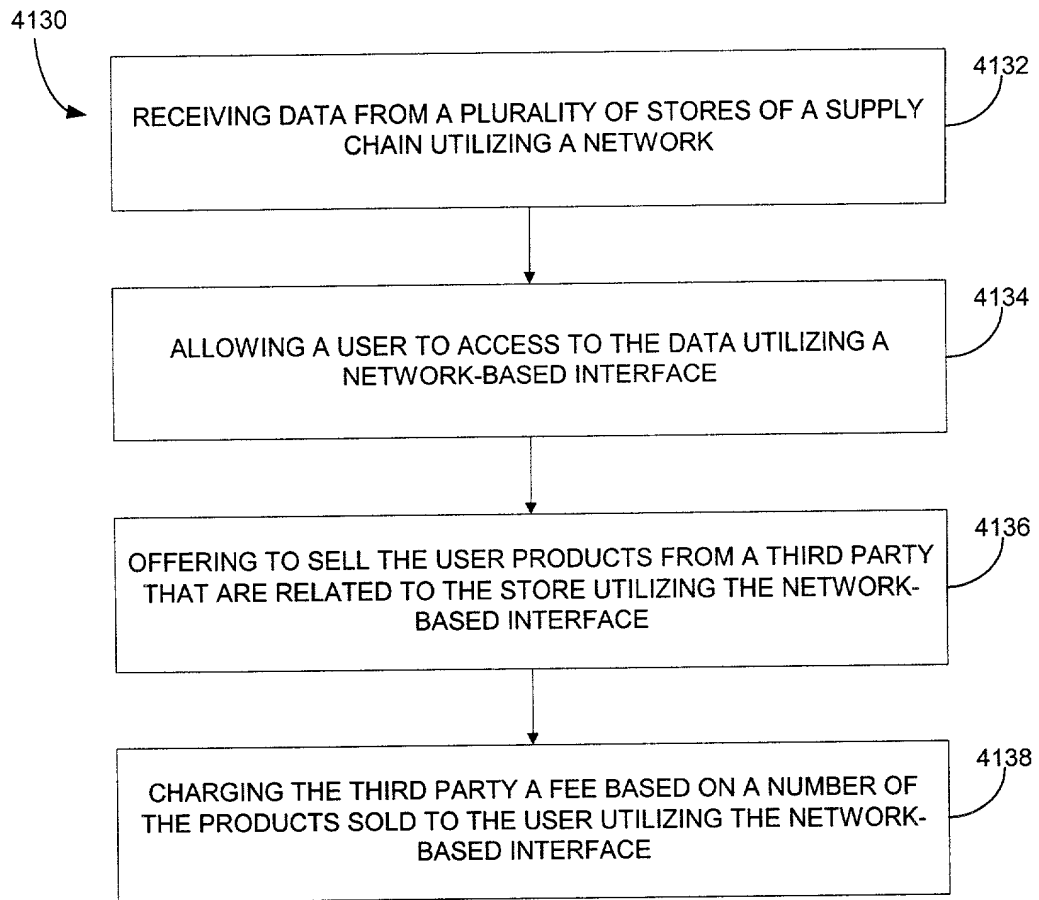 4130
4132
RECEIVING DATA FROM A PLURALITY OF STORES OF A SUPPLY
CHAIN UTILIZING A NETWORK
4134
ALLOWING A USER TO ACCESS TO THE DATA UTILIZING A
NETWORK-BASED INTERFACE
4136
OFFERING TO SELL THE USER PRODUCTS FROM A THIRD PARTY
THAT ARE RELATED TO THE STORE UTILIZING THE NETWORK-
BASED INTERFACE
4138
CHARGING THE THIRD PARTY A FEE BASED ON A NUMBER OF
THE PRODUCTS SOLD TO THE USER UTILIZING THE NETWORK-
BASED INTERFACE